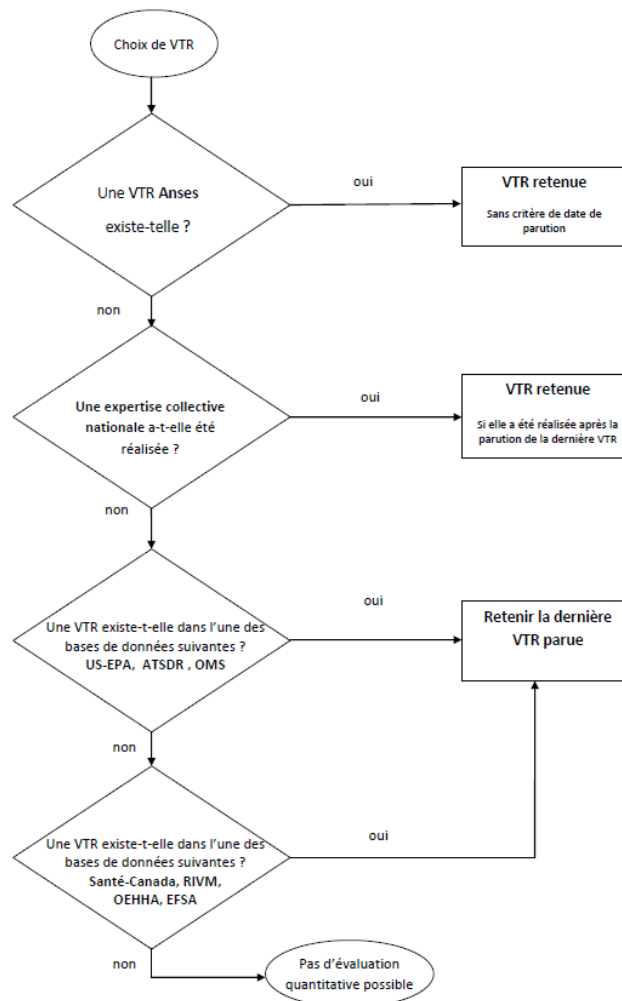 Choix de VTR
Une VTR Anses
existe-telle ?
oui
VTR retenue
Sans critère de date de
parution
non
Une expertise collective
nationale a-t-elle été
réalisée ?
oui
VTR retenue
Si elle a été réalisée après la
parution de la dernière VTR
non
Une VTR existe-t-elle dans l'une des
bases de données suivantes ?
US-EPA, ATSDR , OMS
oui
Retenir la dernière
VTR parue
non
Une VTR existe-t-elle dans l'une des
bases de données suivantes ?
Santé-Canada, RIVM,
OEHHA, EFSA
oui
non
Pas d'évaluation
quantitative possible